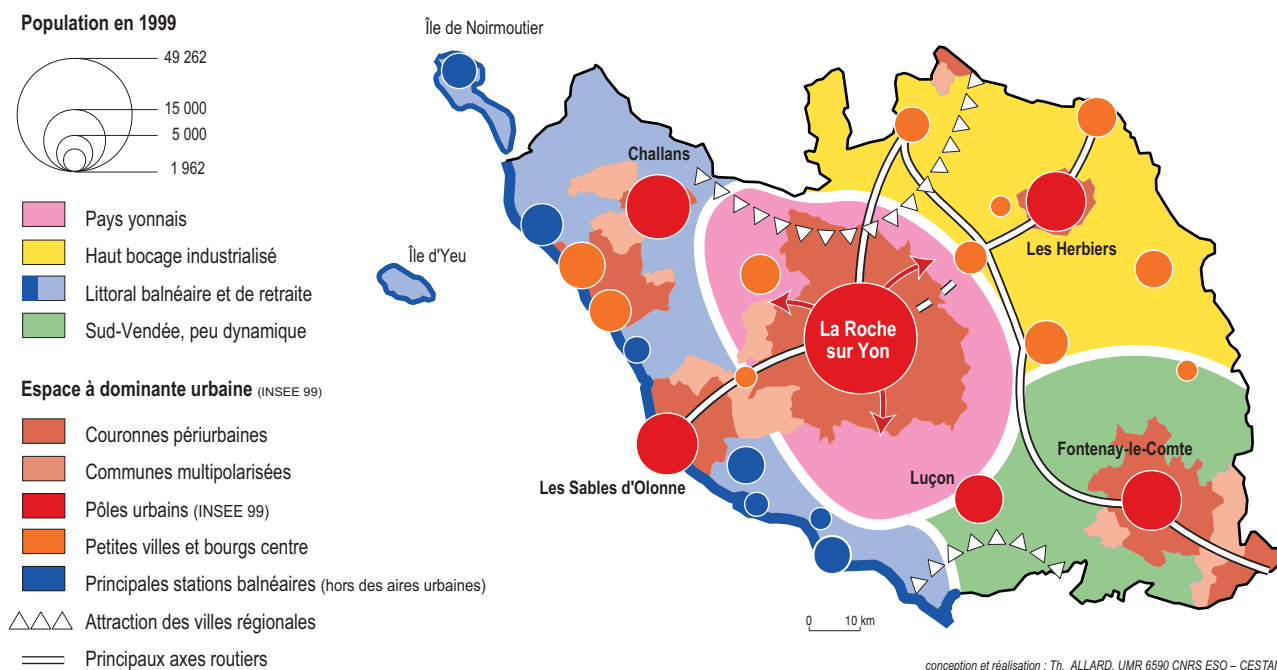 Population en 1999
49 262
15 000
5 000
1 962
Pays yonnais
Haut bocage industrialisé
Littoral balnéaire et de retraite
Sud-Vendée, peu dynamique
Espace à dominante urbaine (INSEE 99)
Couronnes périurbaines
Communes multipolarisées
Pôles urbains (INSEE 99)
Petites villes et bourgs centre
Principales stations balnéaires (hors des aires urbaines)
Attraction des villes régionales
Principaux axes routiers
Île de Noirmoutier
Challans
Île d'Yeu
Les Herbiers
La Roche
sur Yon
Fontenay-le-Comte
Luçon
Les Sables d'Olonne
0 10 km
conception et réalisation : Th. ALLARD, UMR 6590 CNRS ESO – CESTAN